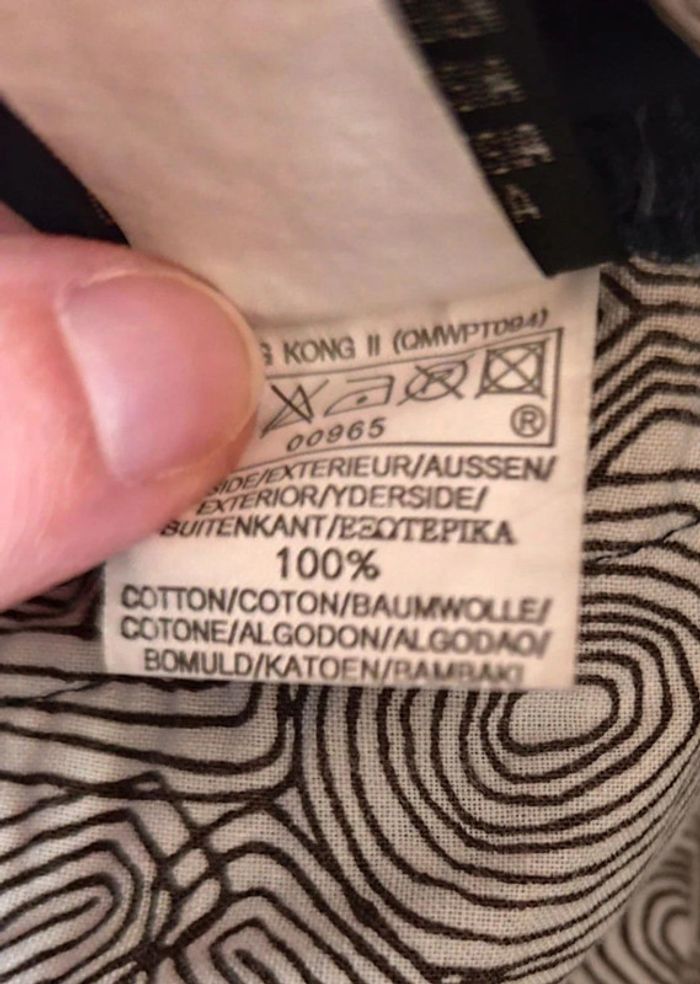 KONG II (OMWPT094)
00965
®
SIDE/EXTERIEUR/AUSSEN/
EXTERIOR/YDERSIDE/
BUITENKANT/ΕΞΩΤΕΡΙΚΑ
100%
COTTON/COTON/BAUMWOLLE/
COTONE/ALGODON/ALGODAO/
BOMULD/KATOEN/BAMBAKI